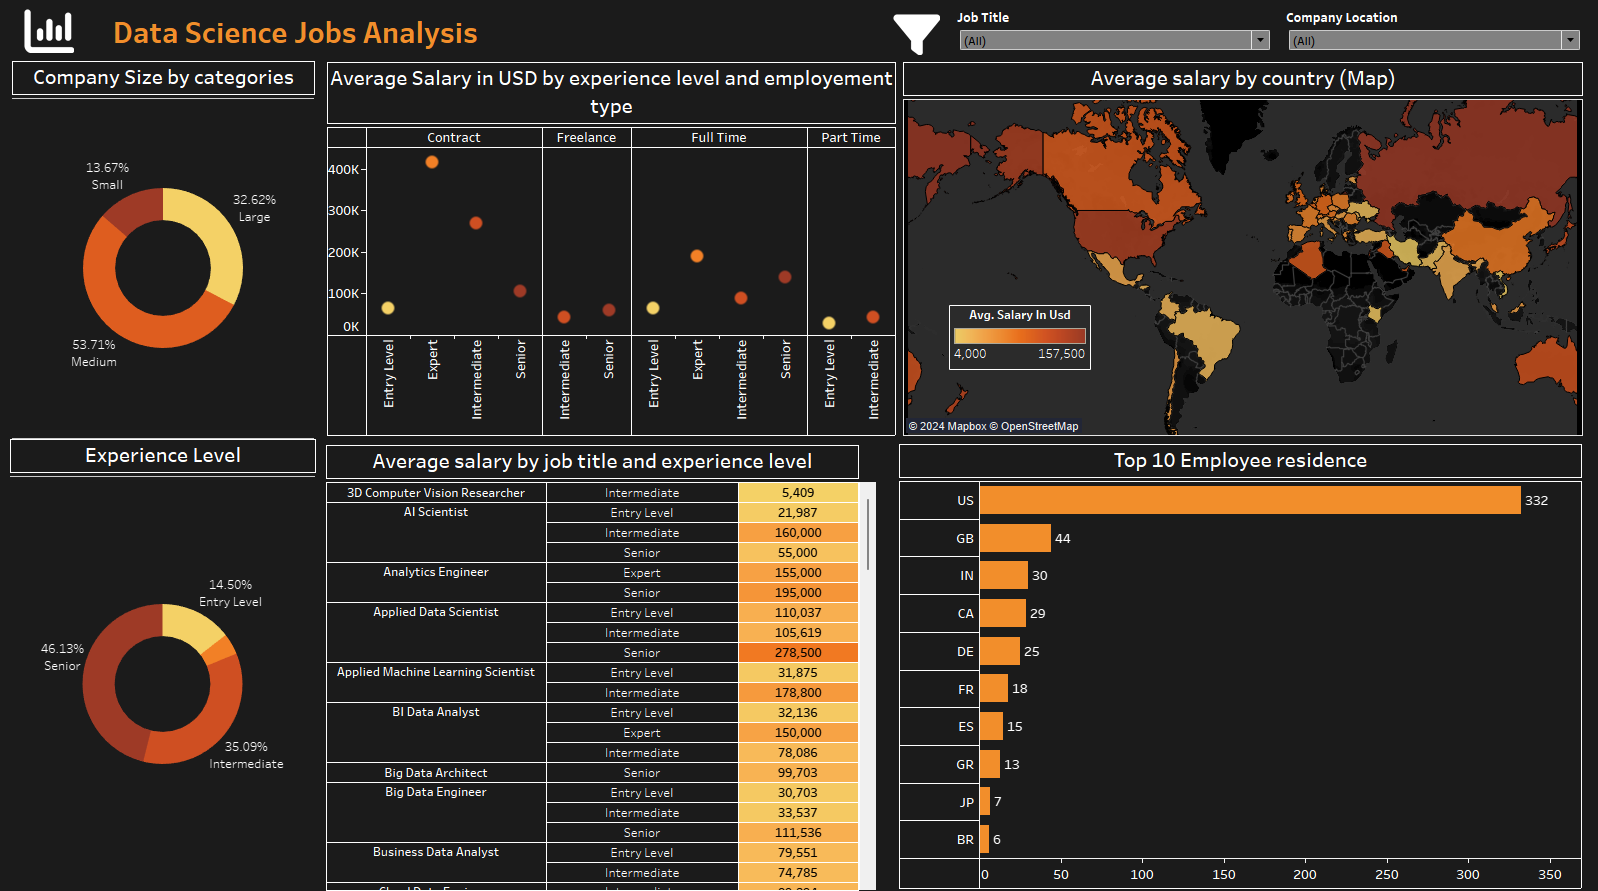 Data Science Jobs Analysis
Job Title
(All)
Company Location
(All)
Company Size by categories
13.67%
Small
32.62%
Large
53.71%
Medium
Average Salary in USD by experience level and employement
type
Contract
Freelance
Full Time
Part Time
400K
300K
200K
100K
0K
Entry Level
Expert
Intermediate
Senior
Intermediate
Senior
Entry Level
Expert
Intermediate
Senior
Entry Level
Intermediate
Average salary by country (Map)
Avg. Salary In Usd
4,000
157,500
© 2024 Mapbox © OpenStreetMap
Experience Level
14.50%
Entry Level
46.13%
Senior
35.09%
Intermediate
Average salary by job title and experience level
3D Computer Vision Researcher Intermediate 5,409
AI Scientist Entry Level 21,987
Intermediate 160,000
Senior 55,000
Analytics Engineer Expert 155,000
Senior 195,000
Applied Data Scientist Entry Level 110,037
Intermediate 105,619
Senior 278,500
Applied Machine Learning Scientist Entry Level 31,875
Intermediate 178,800
BI Data Analyst Entry Level 32,136
Expert 150,000
Intermediate 78,086
Big Data Architect Senior 99,703
Big Data Engineer Entry Level 30,703
Intermediate 33,537
Senior 111,536
Business Data Analyst Entry Level 79,551
Intermediate 74,785
Top 10 Employee residence
US 332
GB 44
IN 30
CA 29
DE 25
FR 18
ES 15
GR 13
JP 7
BR 6
0 50 100 150 200 250 300 350